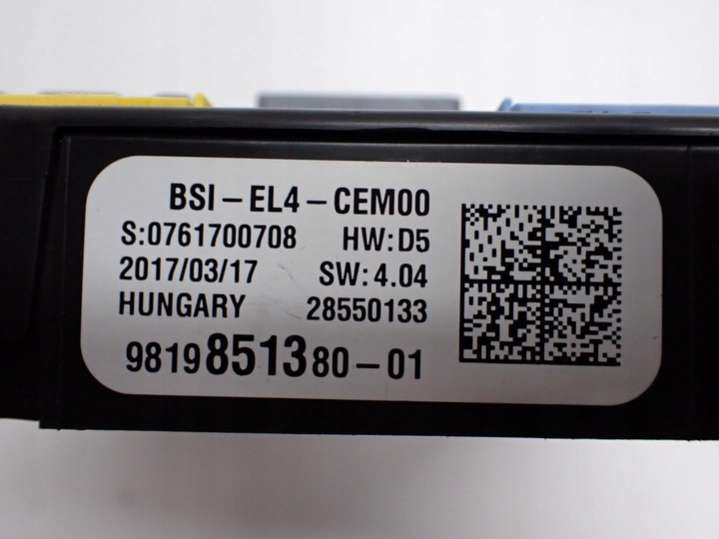 BSI-EL4-CEM00
S:0761700708 HW:D5
2017/03/17 SW:4.04
HUNGARY 28550133
9819851380-01